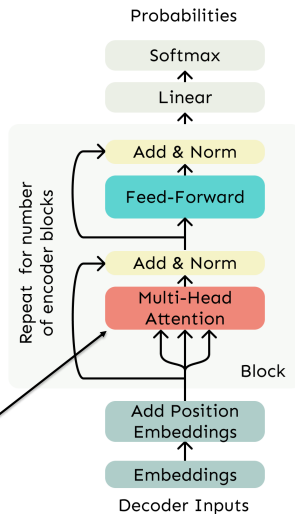 Probabilities
Softmax
Linear
Add & Norm
Feed-Forward
Repeat for number
of encoder blocks
Add & Norm
Multi-Head
Attention
Block
Add Position
Embeddings
Embeddings
Decoder Inputs